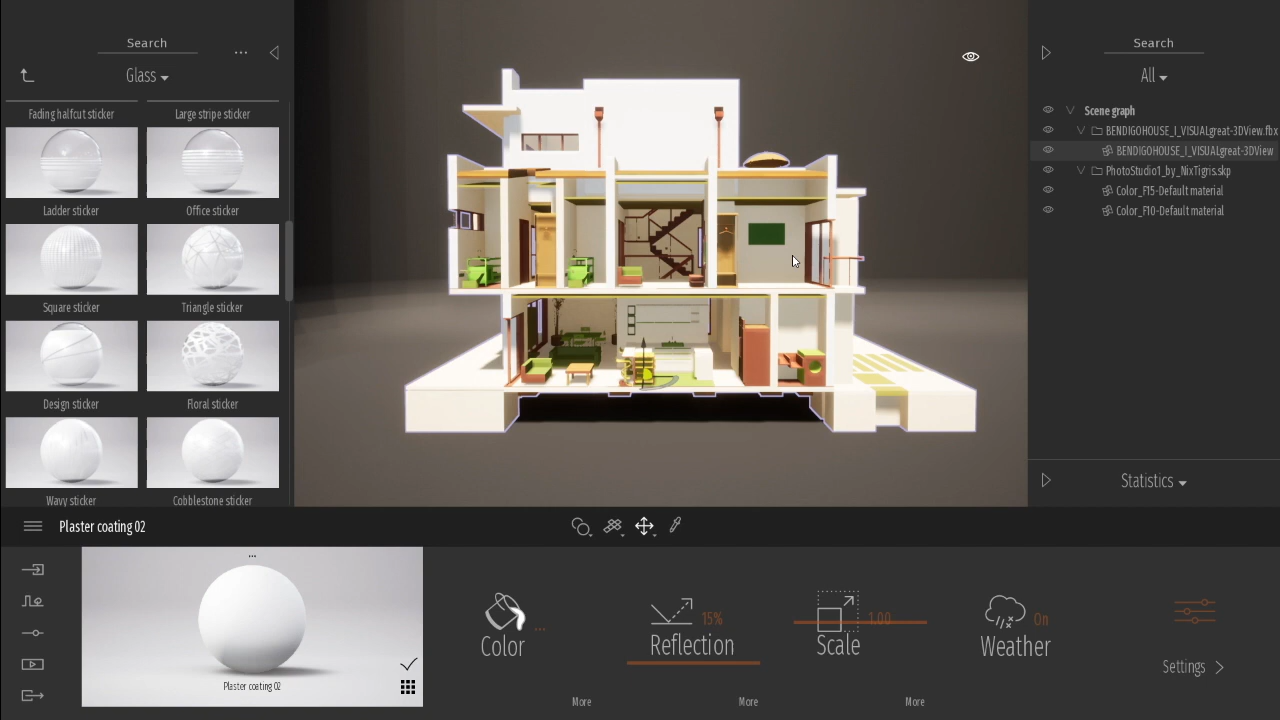 Search
...
Glass
Fading halfcut sticker
Large stripe sticker
Ladder sticker
Office sticker
Square sticker
Triangle sticker
Design sticker
Floral sticker
Wavy sticker
Cobblestone sticker
Search
All
Scene graph
BENDIGOHOUSE_I_VISUALgreat-3DView.fbx
BENDIGOHOUSE_I_VISUALgreat-3DView
PhotoStudio1_by_NixTigris.skp
Color_F15-Default material
Color_F10-Default material
Statistics
Plaster coating 02
...
Plaster coating 02
Color ...
Reflection 15%
Scale 1.00
Weather On
Settings
More
More
More